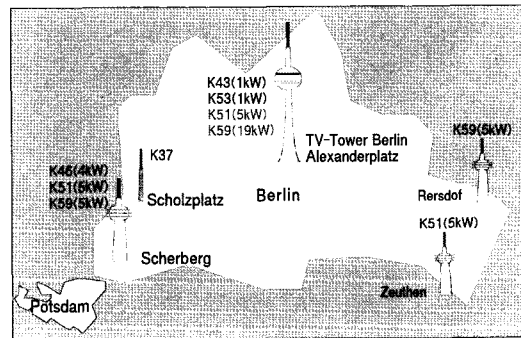 K43(1kW)
K53(1kW)
K51(5kW)
K59(19kW)
TV-Tower Berlin
Alexanderplatz
K59(5kW)
K37
K46(4kW)
K51(5kW)
K59(5kW)
Scholzplatz
Berlin
Rersdof
K51(5kW)
Scherberg
Zeuthen
Potsdam